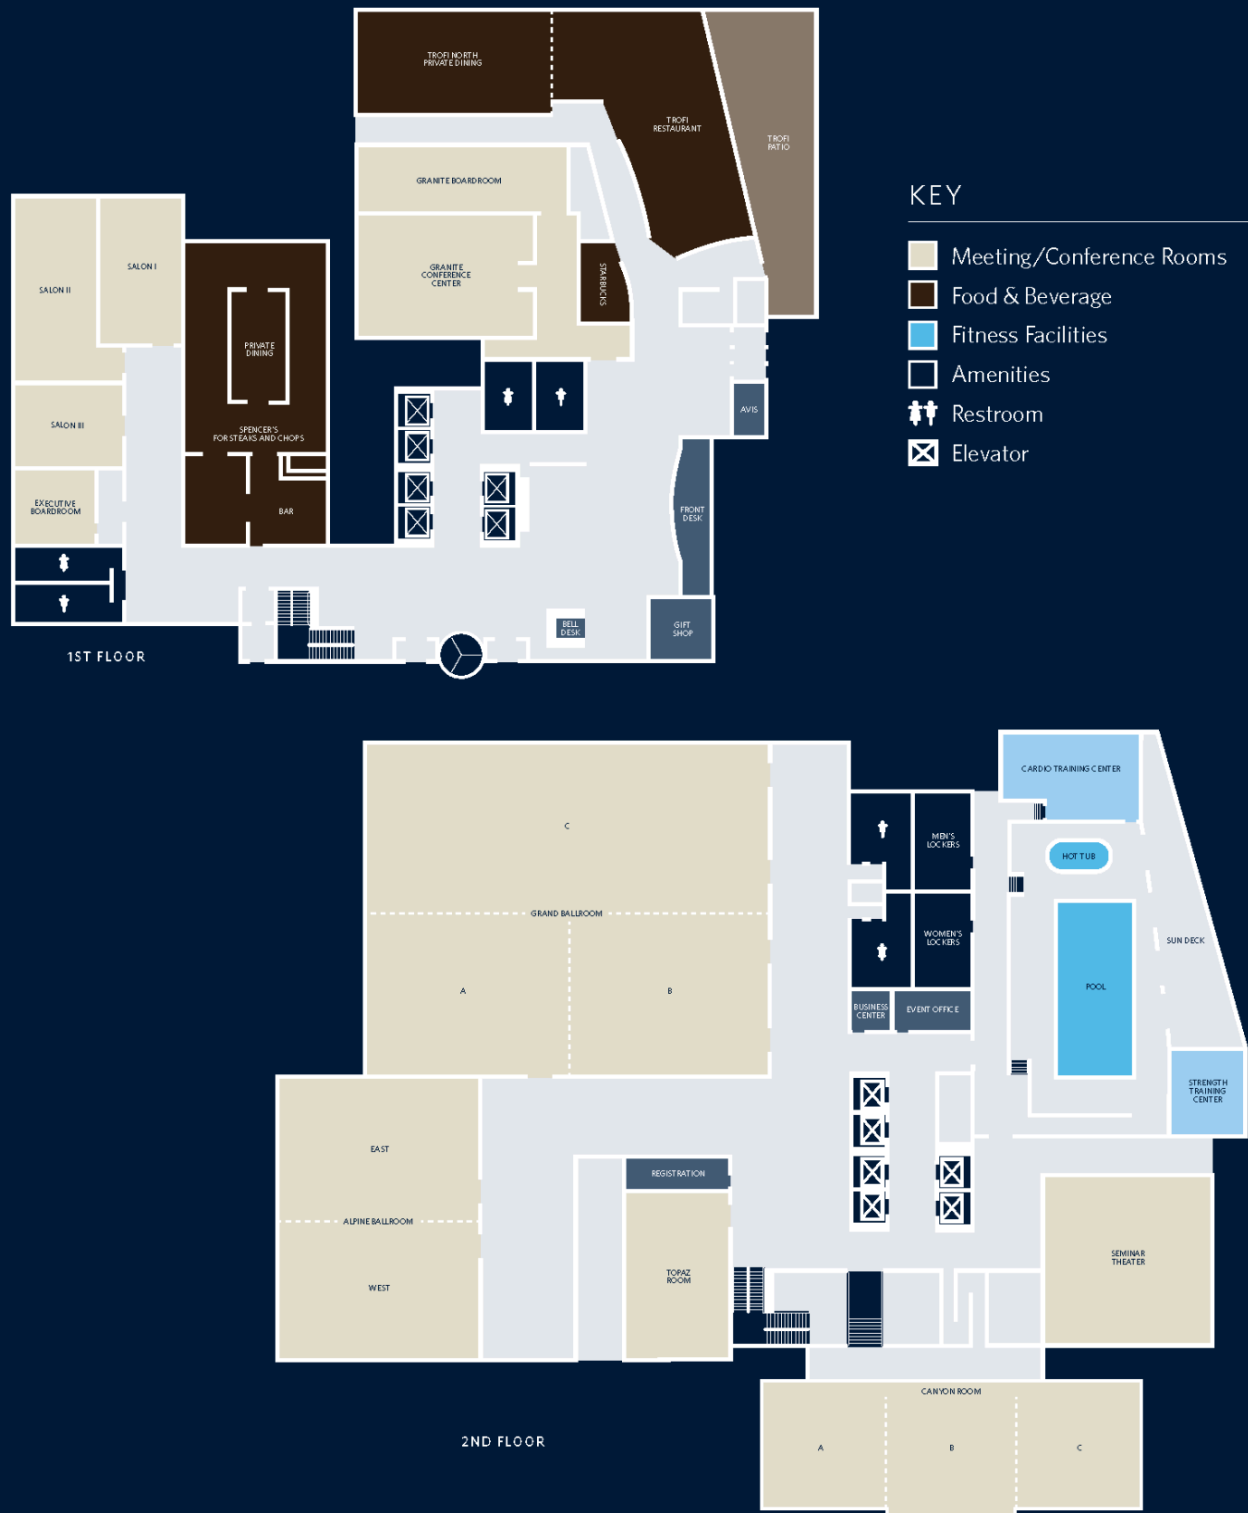 TROFI NORTH
PRIVATE DINING
TROFI
RESTAURANT
TROFI
PATIO
GRANITE BOARDROOM
GRANITE
CONFERENCE
CENTER
STARBUCKS
SALON I
SALON II
SALON III
EXECUTIVE
BOARDROOM
PRIVATE
DINING
SPENCER'S
FOR STEAKS AND CHOPS
BAR
AVIS
FRONT
DESK
BELL
DESK
GIFT
SHOP
1ST FLOOR
KEY
Meeting/Conference Rooms
Food & Beverage
Fitness Facilities
Amenities
Restroom
Elevator
CARDIO TRAINING CENTER
C
MEN'S
LOCKERS
HOT TUB
GRAND BALLROOM
WOMEN'S
LOCKERS
SUN DECK
A
B
POOL
BUSINESS
CENTER
EVENT OFFICE
STRENGTH
TRAINING
CENTER
EAST
REGISTRATION
ALPINE BALLROOM
WEST
TOPAZ
ROOM
SEMINAR
THEATER
CANYON ROOM
A
B
C
2ND FLOOR